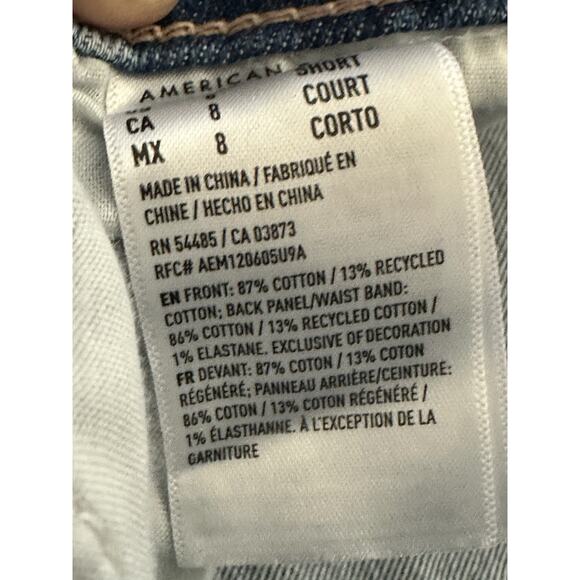 AMERICAN
SHORT
CA 8 COURT
MX 8 CORTO
MADE IN CHINA / FABRIQUÉ EN
CHINE / HECHO EN CHINA
RN 54485 / CA 03873
RFC# AEM120605U9A
EN FRONT: 87% COTTON / 13% RECYCLED
COTTON; BACK PANEL/WAIST BAND:
86% COTTON / 13% RECYCLED COTTON /
1% ELASTANE. EXCLUSIVE OF DECORATION
FR DEVANT: 87% COTON / 13% COTON
RÉGÉNÉRÉ; PANNEAU ARRIÈRE/CEINTURE:
86% COTON / 13% COTON RÉGÉNÉRÉ /
1% ÉLASTHANNE. À L'EXCEPTION DE LA
GARNITURE